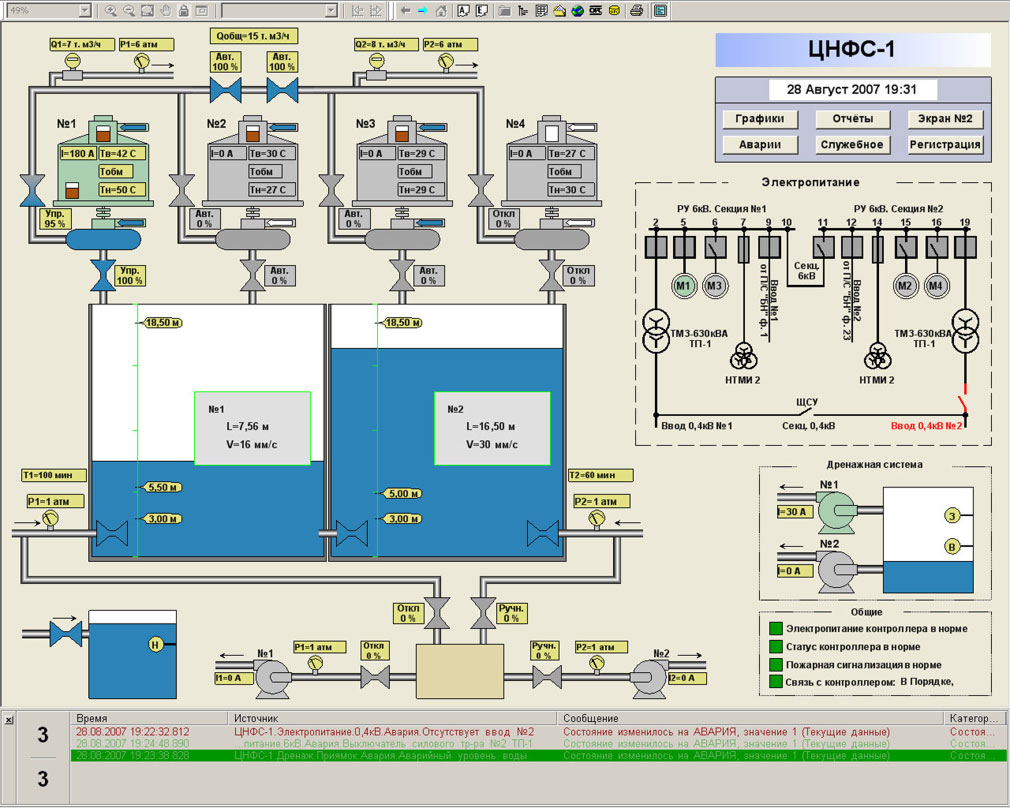 49%
Q1=7 т. м3/ч
P1=6 атм
Qобщ=15 т. м3/ч
Q2=8 т. м3/ч
P2=6 атм
Авт.
100 %
Авт.
100 %
№1
I=180 А
Тв=42 С
Тобм
Тн=50 С
№2
I=0 А
Тв=30 С
Тобм
Тн=27 С
№3
I=0 А
Тв=29 С
Тобм
Тн=29 С
№4
I=0 А
Тв=27 С
Тобм
Тн=30 С
Упр.
95 %
Авт.
0 %
Авт.
0 %
Откл
0 %
Упр.
100 %
Авт.
0 %
Авт.
0 %
Откл
0 %
18,50 м
18,50 м
№1
L=7,56 м
V=16 мм/с
№2
L=16,50 м
V=30 мм/с
5,50 м
3,00 м
5,00 м
3,00 м
T1=100 мин
P1=1 атм
T2=60 мин
P2=1 атм
Откл
0 %
Ручн.
0 %
Н
№1
I1=0 А
P1=1 атм
Откл
0 %
Ручн.
0 %
P2=1 атм
№2
I2=0 А
ЦНФС-1
28 Август 2007 19:31
Графики
Отчёты
Экран №2
Аварии
Служебное
Регистрация
Электропитание
РУ 6кВ. Секция №1
РУ 6кВ. Секция №2
2 5 6 7 9 10 11 12 14 15 16 19
М1
М3
Ввод №1
от П/С "БН" ф. 1
Секц.
6кВ
Ввод №2
от П/С "БН" ф. 23
М2
М4
ТМЗ-630кВА
ТП-1
ТМЗ-630кВА
ТП-1
НТМИ 2
НТМИ 2
ЩСУ
Ввод 0,4кВ №1
Секц. 0,4кВ
Ввод 0,4кВ №2
Дренажная система
№1
I=30 А
№2
I=0 А
З
В
Общие
Электропитание контроллера в норме
Статус контроллера в норме
Пожарная сигнализация в норме
Связь с контроллером: В Порядке,
3
3
Время Источник Сообщение Категор...
28.08.2007 19:22:32.812 ЦНФС-1.Электропитание.0,4кВ.Авария.Отсутствует ввод №2 Состояние изменилось на АВАРИЯ, значение 1 (Текущие данные) Состоя...
28.08.2007 19:24:48.890 ...питание.6кВ.Авария.Выключатель силового тр-ра №2 ТП-1 Состояние изменилось на АВАРИЯ, значение 1 (Текущие данные) Состоя...
28.08.2007 19:23:38.828 ЦНФС-1.Дренаж.Приямок.Авария.Аварийный уровень воды Состояние изменилось на АВАРИЯ, значение 1 (Текущие данные) Состоя...